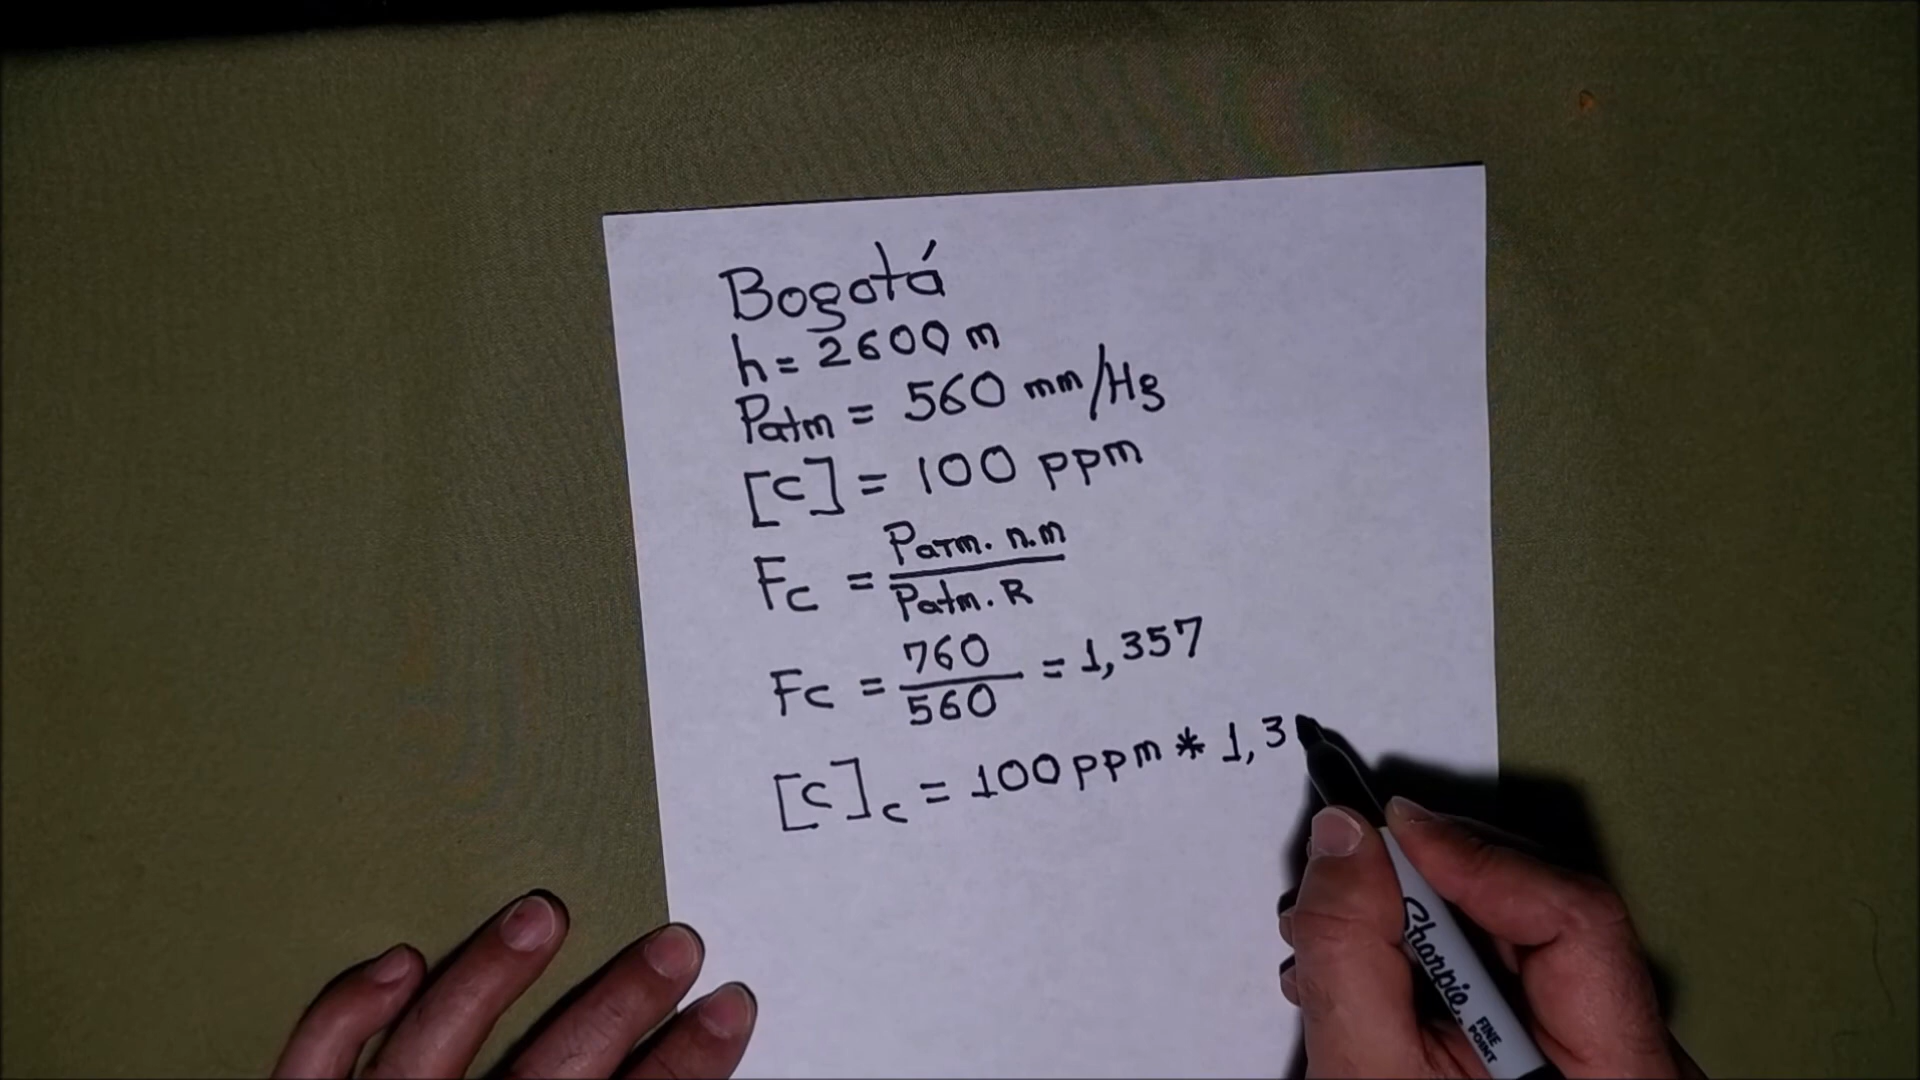 Bogotá
h = 2600 m
Patm = 560 mm/Hg
[c] = 100 ppm
Fc = Patm. n.m / Patm. R
Fc = 760 / 560 = 1,357
[c]c = 100 ppm * 1,3
Sharpie.
FINE POINT